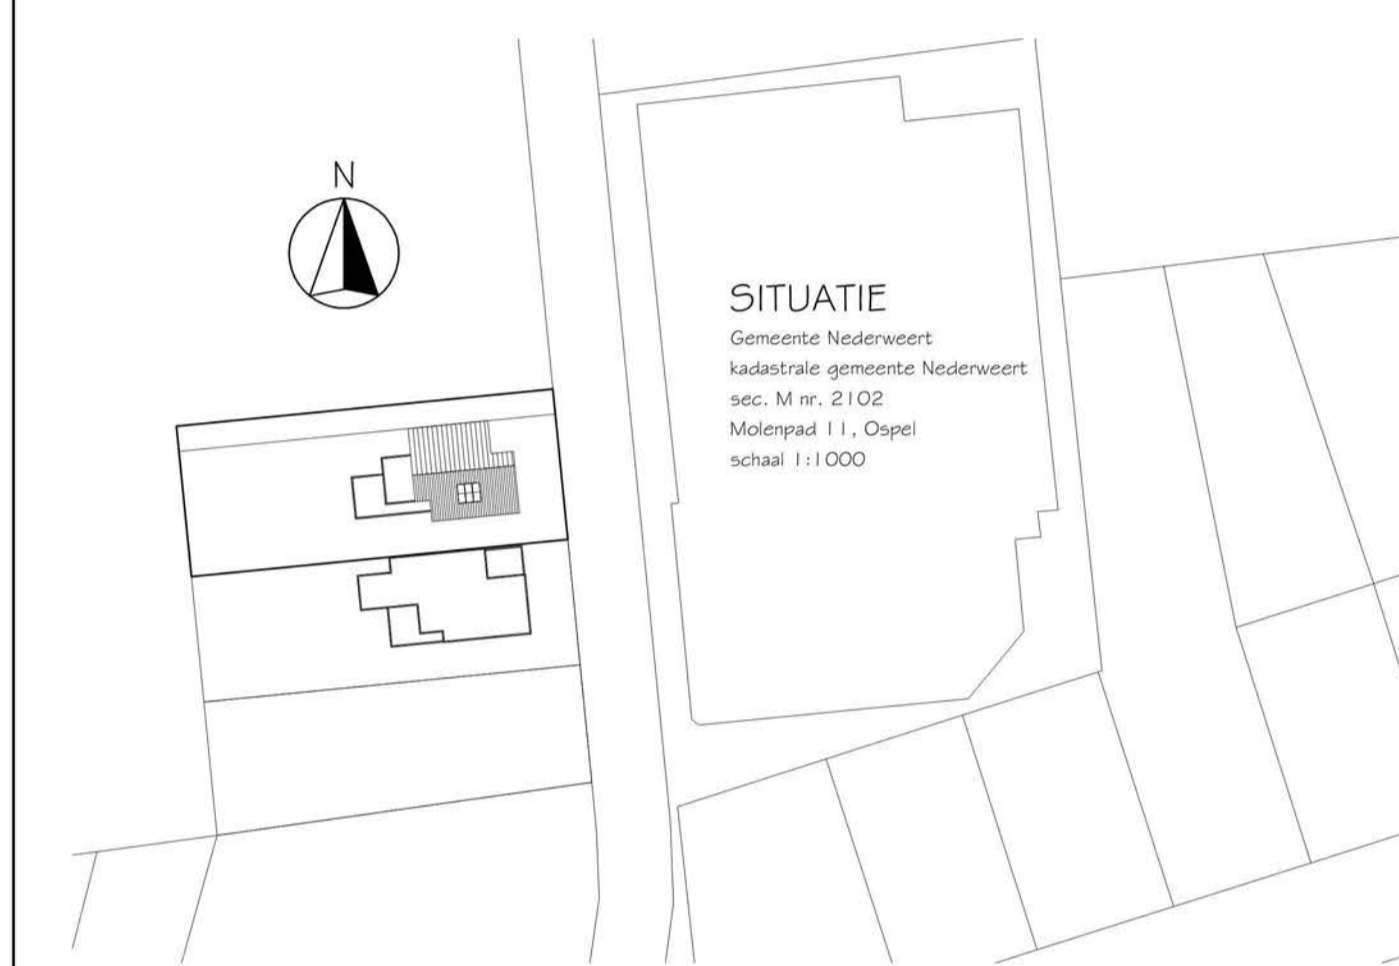 N
SITUATIE
Gemeente Nederweert
kadastrale gemeente Nederweert
sec. M nr. 2102
Molenpad 11, Ospel
schaal 1:1000